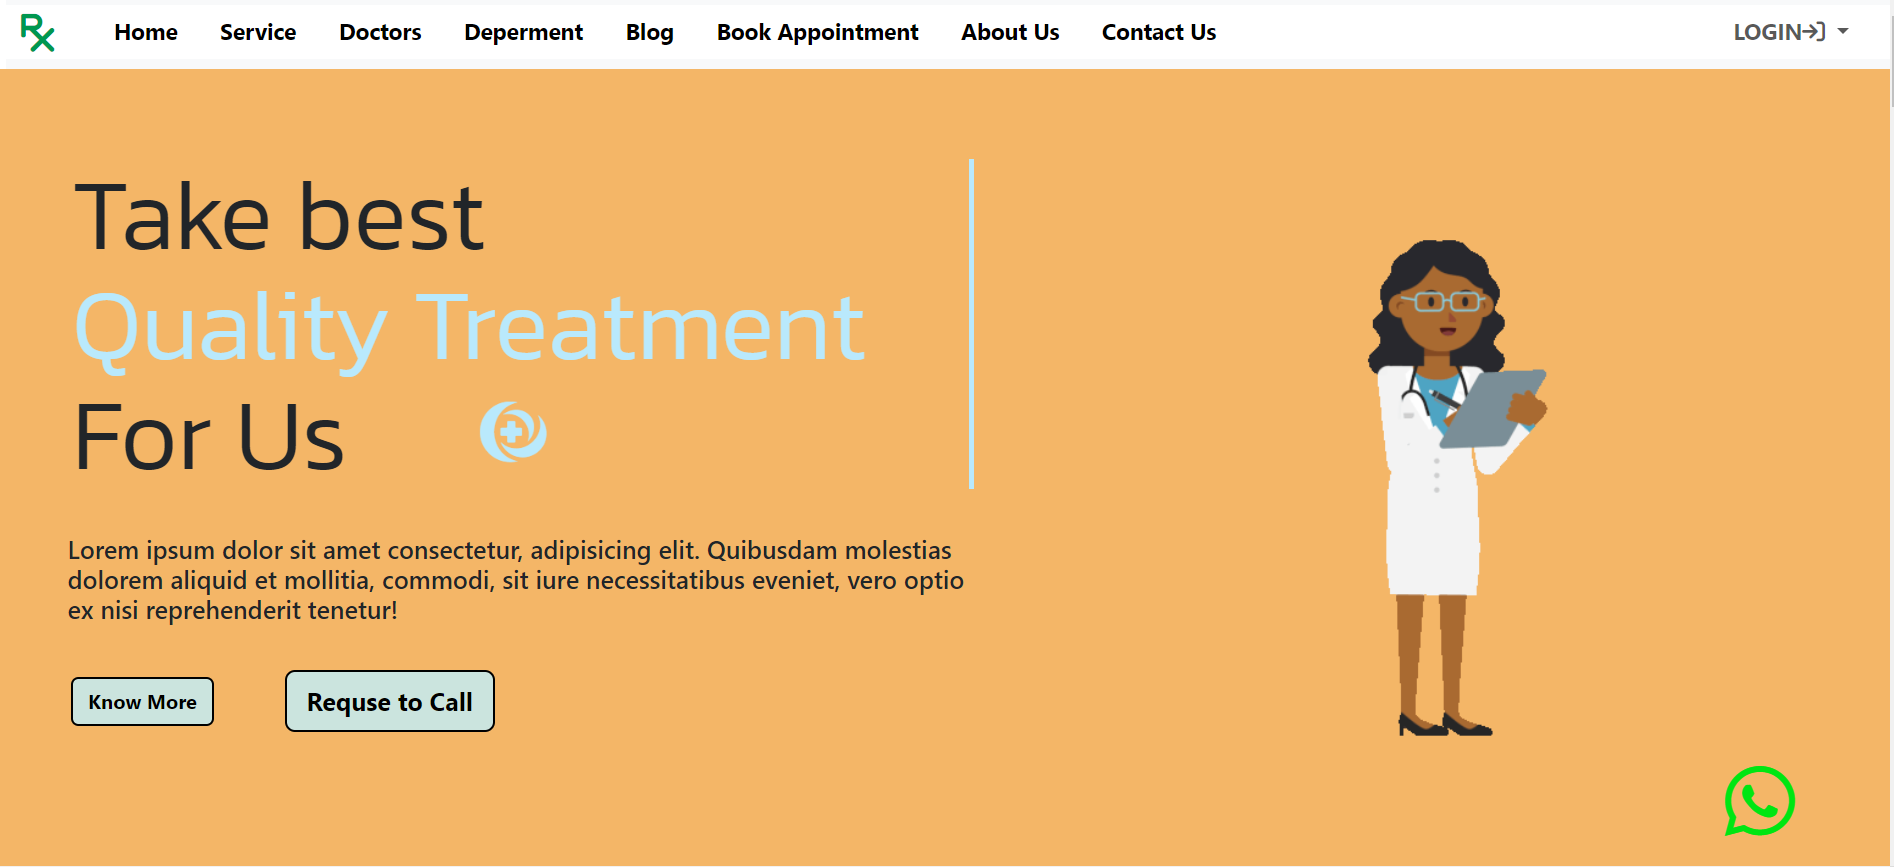 Rx Home Service Doctors Deperment Blog Book Appointment About Us Contact Us LOGIN
Take best
Quality Treatment
For Us
Lorem ipsum dolor sit amet consectetur, adipisicing elit. Quibusdam molestias
dolorem aliquid et mollitia, commodi, sit iure necessitatibus eveniet, vero optio
ex nisi reprehenderit tenetur!
Know More Requse to Call